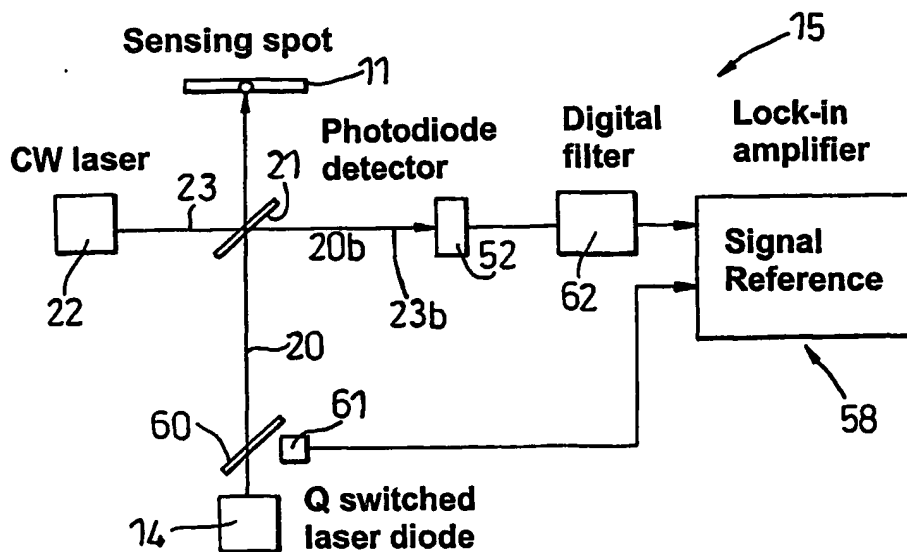 Sensing spot
11
15
CW laser
Photodiode
detector
Digital
filter
Lock-in
amplifier
23
21
20b
52
22
23b
62
Signal
Reference
20
60
61
58
14
Q switched
laser diode